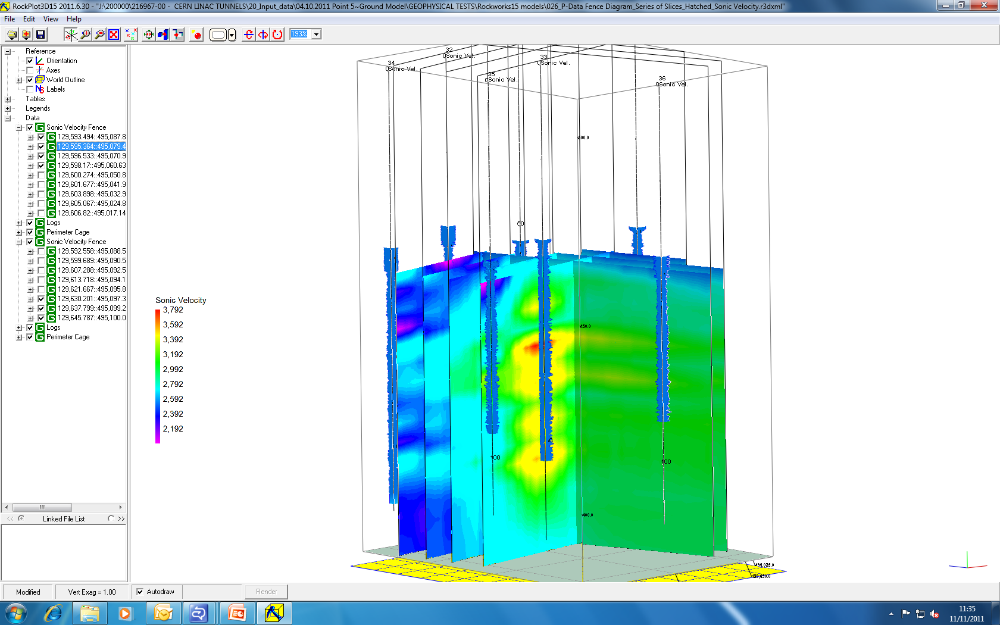 RockPlot3D15 2011.6.30 - "J:\200000\216967-00 - CERN LINAC TUNNELS\20_Input_data\04.10.2011 Point 5~Ground Model\GEOPHYSICAL TESTS\Rockworks15 models\026_P-Data Fence Diagram_Series of Slices_Hatched_Sonic Velocity.r3dxml"
File Edit View Help
193%
Reference
Orientation
Axes
World Outline
Labels
Tables
Legends
Data
Sonic Velocity Fence
129,593.494::495,087.8
129,595.364::495,079.4
129,596.533::495,070.9
129,598.17::495,060.63
129,600.274::495,050.8
129,601.677::495,041.9
129,603.898::495,032.9
129,605.067::495,024.8
129,606.82::495,017.14
Logs
Perimeter Cage
Sonic Velocity Fence
129,592.558::495,088.5
129,599.689::495,090.5
129,607.288::495,092.5
129,613.718::495,094.1
129,621.667::495,095.8
129,630.201::495,097.3
129,637.799::495,099.2
129,645.787::495,100.0
Logs
Perimeter Cage
<< Linked File List >>
32
0Sonic Vel.
34
0Sonic Vel.
33
0Sonic Vel.
35
0Sonic Vel.
36
0Sonic Vel.
500.0
50
450.0
Sonic Velocity
3,792
3,592
3,392
3,192
2,992
2,792
2,592
2,392
2,192
100
100
400.0
495,025.0
129,650.0
Modified
Vert Exag = 1.00
Autodraw
Render
11:35
11/11/2011